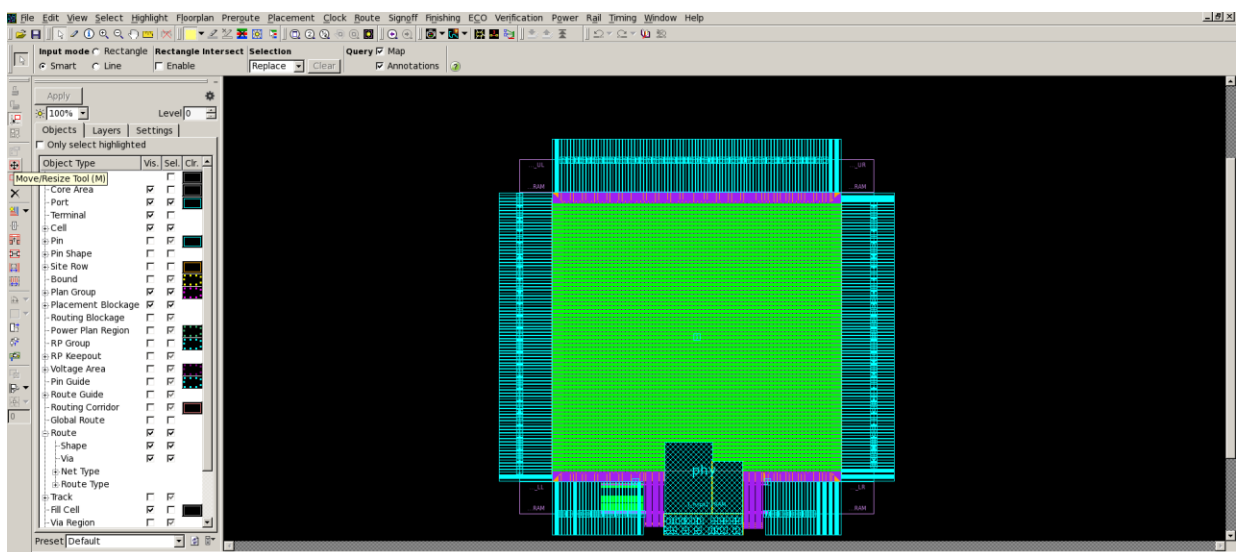 File Edit View Select Highlight Floorplan Preroute Placement Clock Route Signoff Finishing ECO Verification Power Rail Timing Window Help
Input mode Rectangle Rectangle Intersect Selection Query Map
Smart Line Enable Replace Clear Annotations
Apply
100% Level 0
Objects Layers Settings
Only select highlighted
Object Type Vis. Sel. Clr.
Move/Resize Tool (M)
Core Area
Port
Terminal
Cell
Pin
Pin Shape
Site Row
Bound
Plan Group
Placement Blockage
Routing Blockage
Power Plan Region
RP Group
RP Keepout
Voltage Area
Pin Guide
Route Guide
Routing Corridor
Global Route
Route
Shape
Via
Net Type
Route Type
Track
Fill Cell
Via Region
Preset Default
0
_UL
_UR
RAM
RAM
phy
_LL
_LR
RAM
RAM